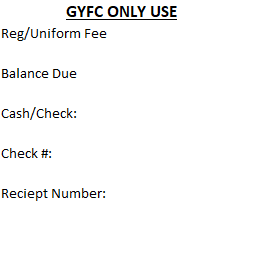 GYFC ONLY USE
Reg/Uniform Fee
Balance Due
Cash/Check:
Check #:
Reciept Number: